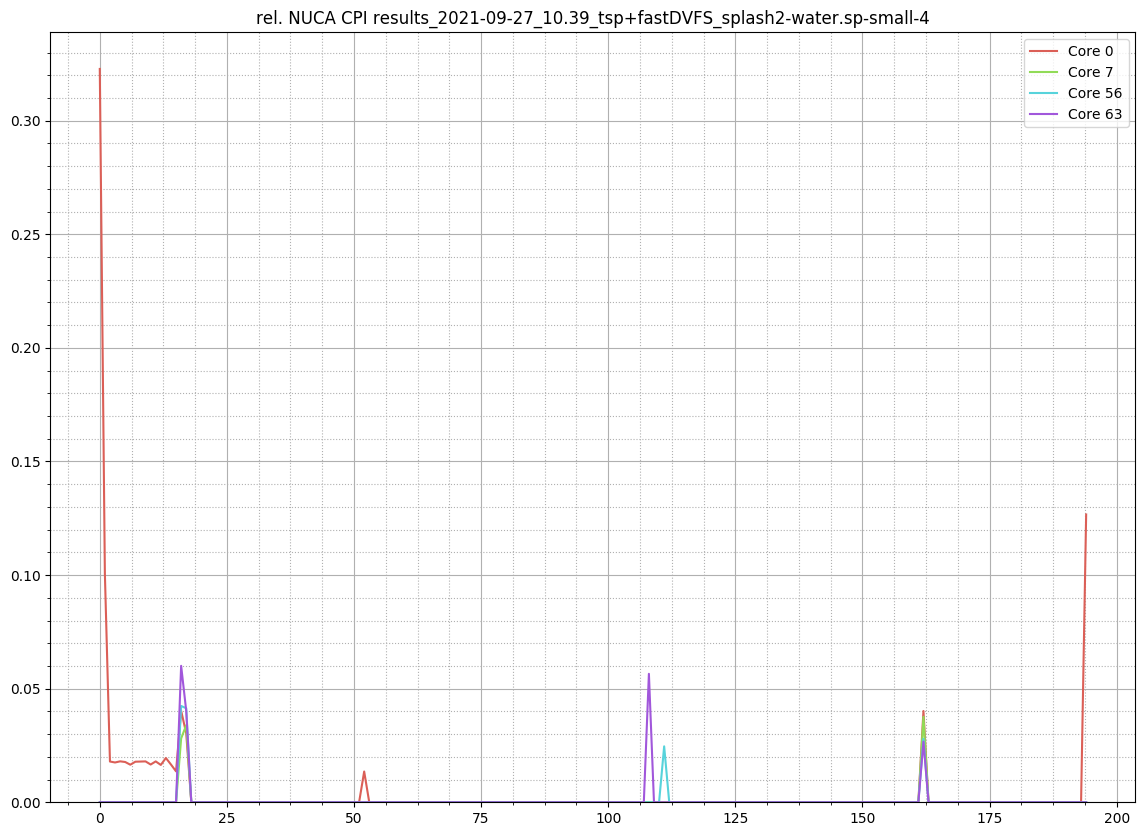 rel. NUCA CPI results_2021-09-27_10.39_tsp+fastDVFS_splash2-water.sp-small-4
Core 0
Core 7
Core 56
Core 63
0.30
0.25
0.20
0.15
0.10
0.05
0.00
0 25 50 75 100 125 150 175 200